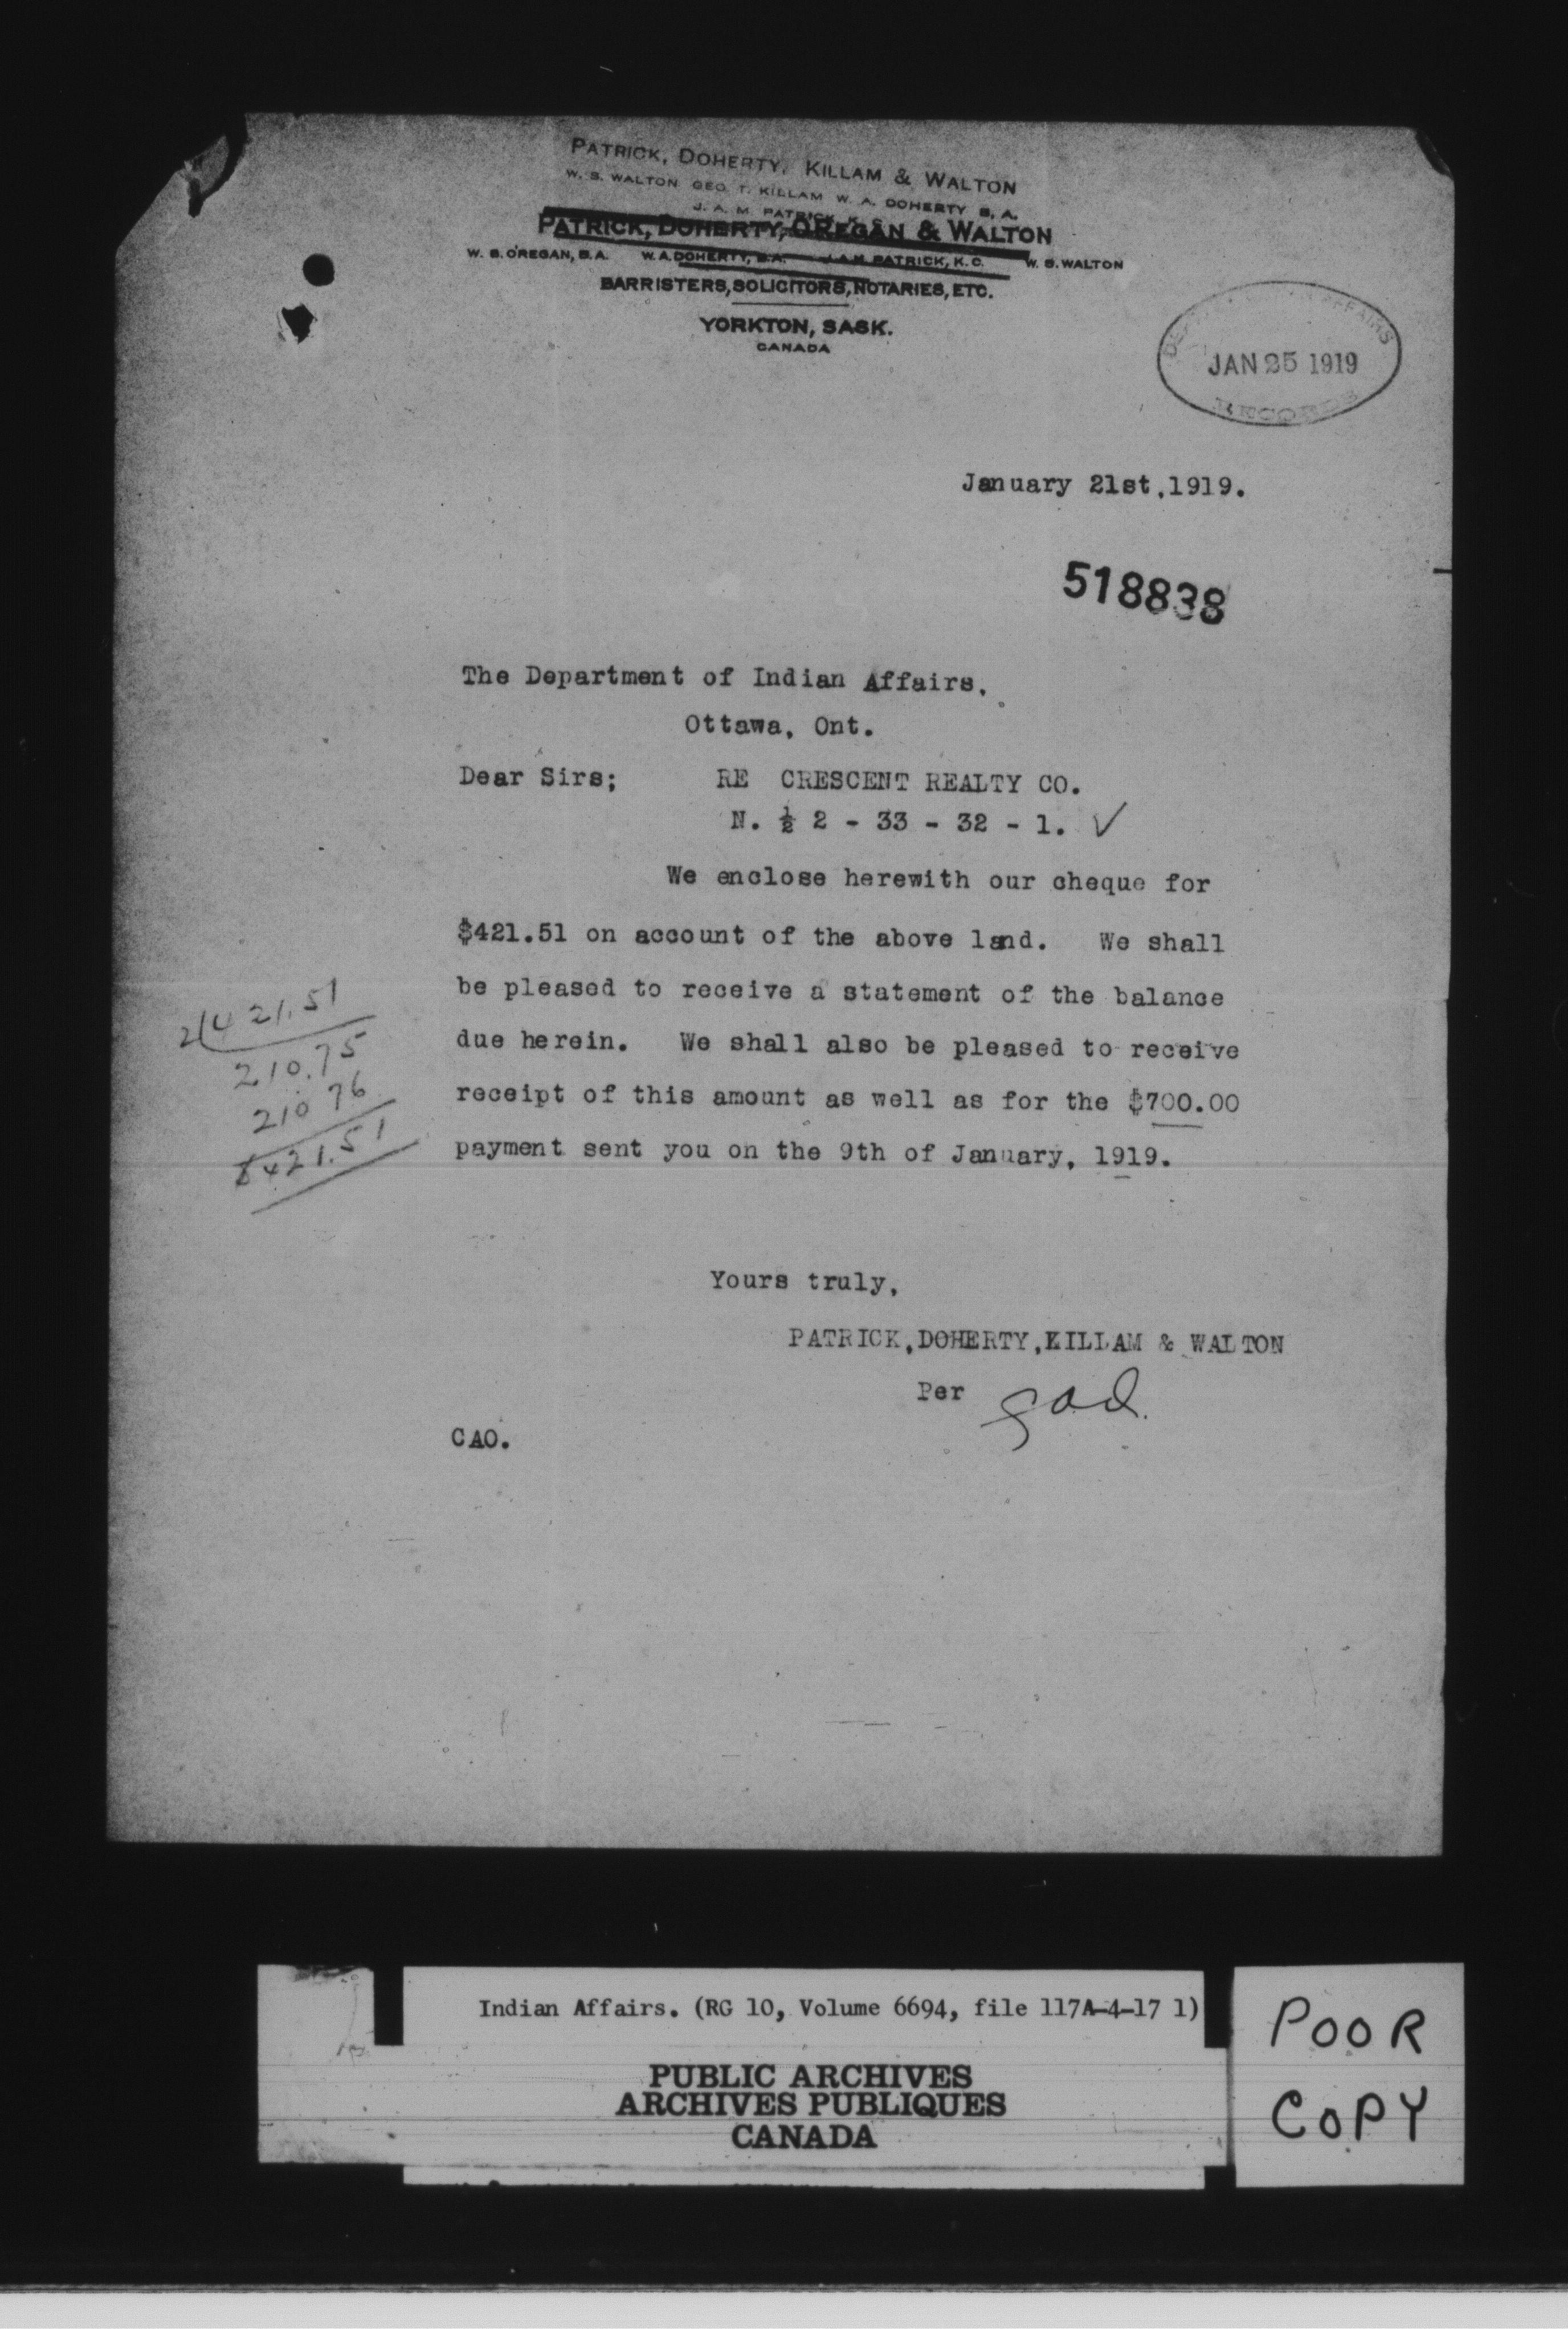 PATRICK, DOHERTY, KILLAM & WALTON
W. S. WALTON GEO. T. KILLAM W. A. DOHERTY B. A.
J. A. M. PATRICK, K. C.
PATRICK, DOHERTY, O'REGAN & WALTON
W. B. O'REGAN, B.A. W. A. DOHERTY, B.A. J. A. M. PATRICK, K.C. W. S. WALTON
BARRISTERS, SOLICITORS, NOTARIES, ETC.
YORKTON, SASK.
CANADA
AFFAIRS
JAN 25 1919
RECORDS
January 21st,1919.
518838
The Department of Indian Affairs,
Ottawa, Ont.
Dear Sirs; RE CRESCENT REALTY CO.
N. ½ 2 - 33 - 32 - 1. ✓
We enclose herewith our cheque for
$421.51 on account of the above land. We shall
be pleased to receive a statement of the balance
due herein. We shall also be pleased to receive
receipt of this amount as well as for the $700.00
payment sent you on the 9th of January, 1919.
2/421.51
210.75
210 76
$421.51
Yours truly,
PATRICK,DOHERTY,KILLAM & WALTON
Per
CAO.
Indian Affairs. (RG 10, Volume 6694, file 117A-4-17 1)
PUBLIC ARCHIVES
ARCHIVES PUBLIQUES
CANADA
POOR
COPY